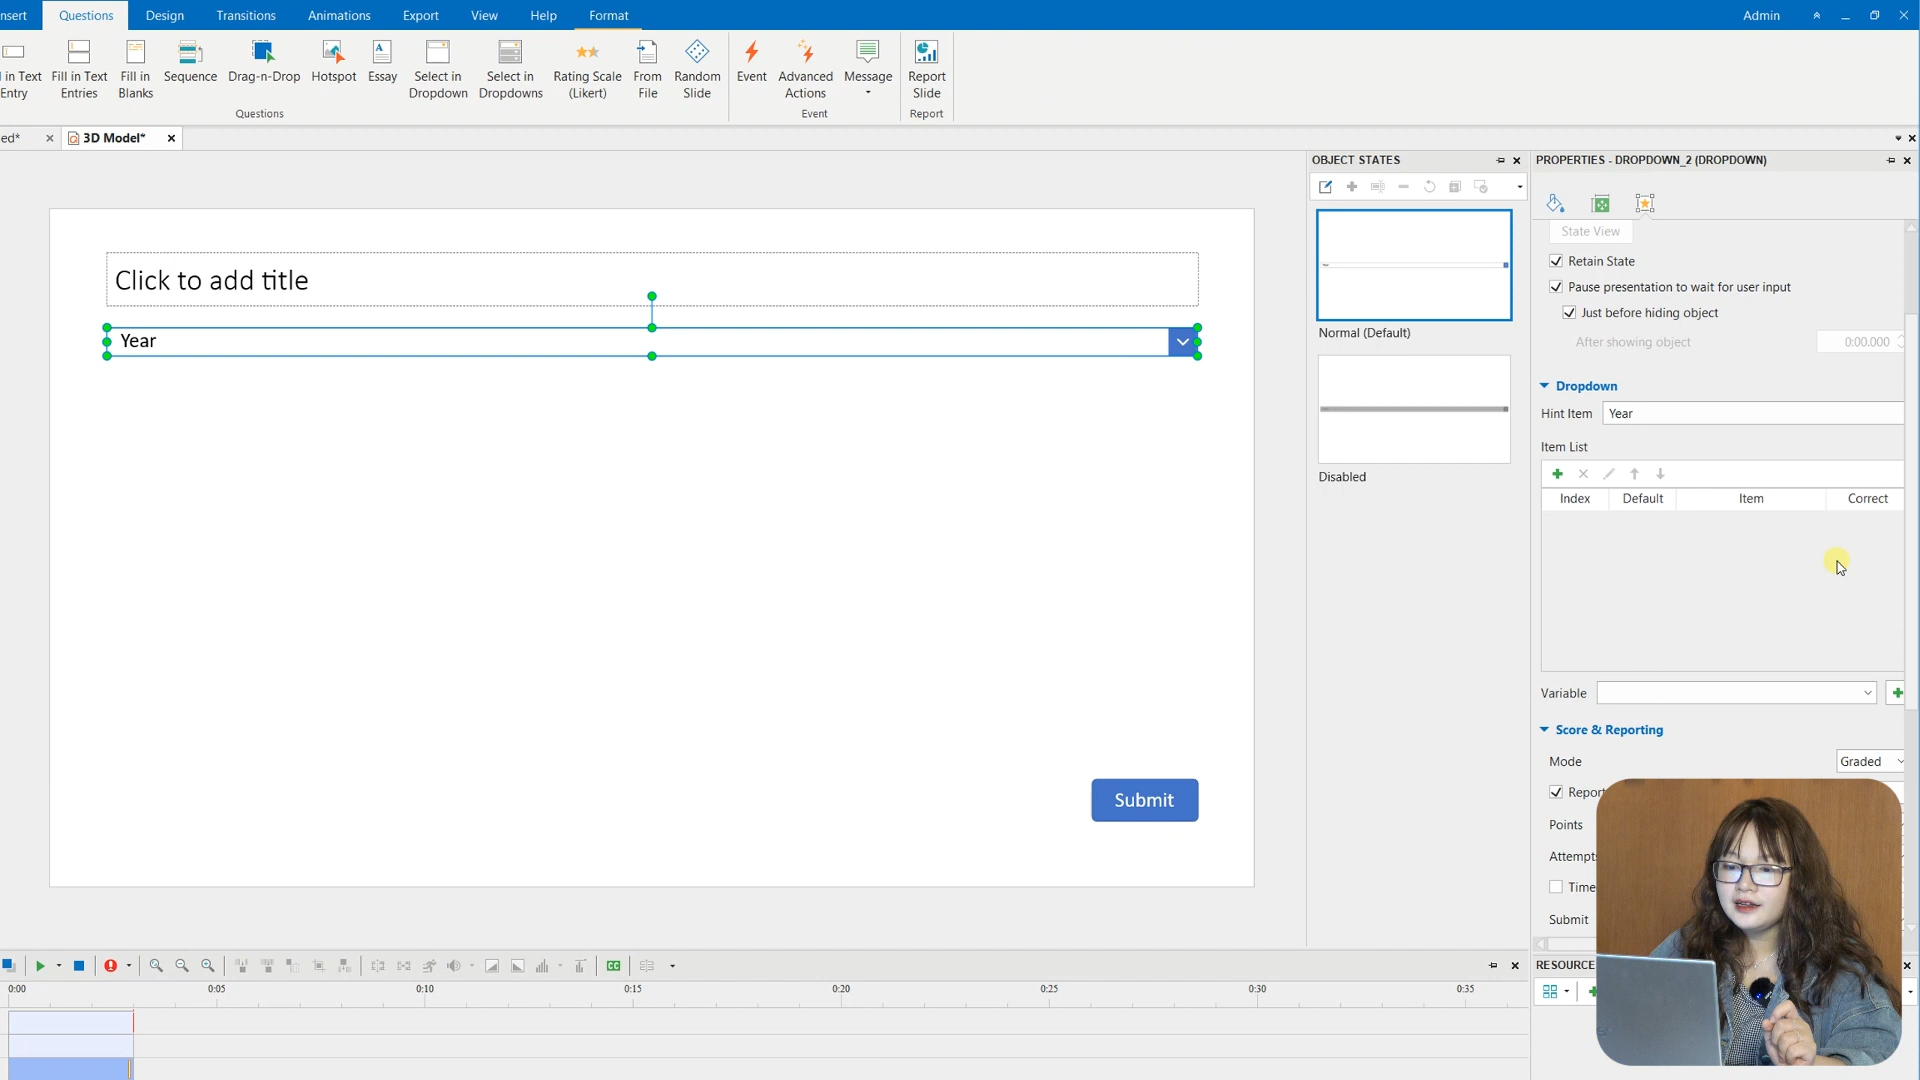 nsert Questions Design Transitions Animations Export View Help Format Admin
l in Text Entry
Fill in Text Entries
Fill in Blanks
Sequence
Drag-n-Drop
Hotspot
Essay
Select in Dropdown
Select in Dropdowns
Rating Scale (Likert)
From File
Random Slide
Event
Advanced Actions
Message
Report Slide
Questions Event Report
ed* 3D Model*
OBJECT STATES
Normal (Default)
Disabled
PROPERTIES - DROPDOWN_2 (DROPDOWN)
State View
Retain State
Pause presentation to wait for user input
Just before hiding object
After showing object 0:00.000
Dropdown
Hint Item Year
Item List
Index Default Item Correct
Variable
Score & Reporting
Mode Graded
Report
Points
Attempts
Time
Submit
Click to add title
Year
Submit
RESOURCE
0:00 0:05 0:10 0:15 0:20 0:25 0:30 0:35
CC